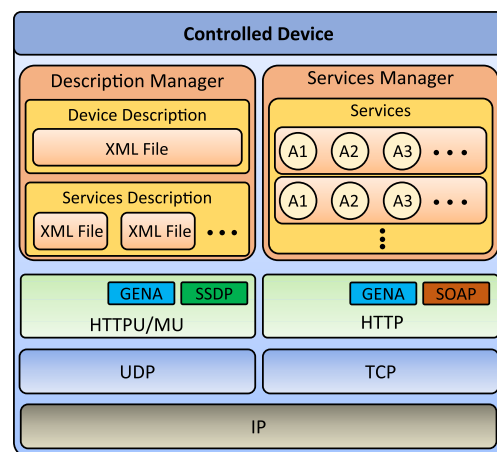 Controlled Device
Description Manager
Device Description
XML File
Services Description
XML File XML File •••
Services Manager
Services
A1 A2 A3 •••
A1 A2 A3 •••
GENA SSDP
HTTPU/MU
GENA SOAP
HTTP
UDP
TCP
IP